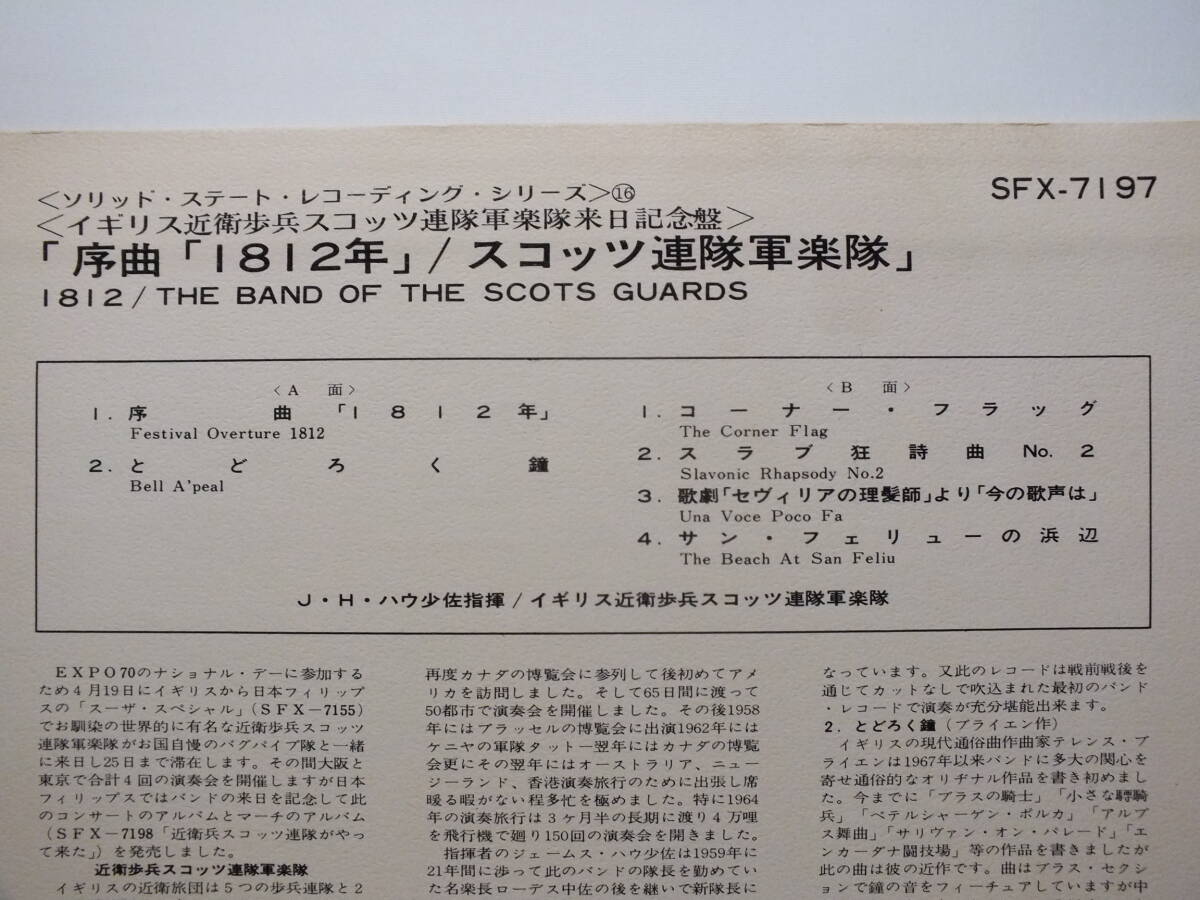 <ソリッド・ステート・レコーディング・シリーズ>⑯
SFX-7197
<イギリス近衛歩兵スコッツ連隊軍楽隊来日記念盤>
「序曲「1812年」/スコッツ連隊軍楽隊」
1812/THE BAND OF THE SCOTS GUARDS
<A 面>
1. 序曲「1812年」
Festival Overture 1812
2. とどろく鐘
Bell A'peal
<B 面>
1. コーナー・フラッグ
The Corner Flag
2. スラブ狂詩曲 No. 2
Slavonic Rhapsody No.2
3. 歌劇「セヴィリアの理髪師」より「今の歌声は」
Una Voce Poco Fa
4. サン・フェリューの浜辺
The Beach At San Feliu
J・H・ハウ少佐指揮/イギリス近衛歩兵スコッツ連隊軍楽隊
EXPO70のナショナル・デーに参加する
ため4月19日にイギリスから日本フィリップ
スの「スーザ・スペシャル」(SFX-7155)
でお馴染の世界的に有名な近衛歩兵スコッツ
連隊軍楽隊がお国自慢のバグパイプ隊と一緒
に来日し25日まで滞在します。その間大阪と
東京で合計4回の演奏会を開催しますが日本
フィリップスではバンドの来日を記念して此
のコンサートのアルバムとマーチのアルバム
(SFX-7198「近衛兵スコッツ連隊がやっ
て来た」)を発売しました。
近衛歩兵スコッツ連隊軍楽隊
イギリスの近衛旅団は5つの歩兵連隊と2
再度カナダの博覧会に参列して後初めてアメ
リカを訪問しました。そして65日間に渡って
50都市で演奏会を開催しました。その後1958
年にはブラッセルの博覧会に出演1962年には
ケニヤの軍隊タットー翌年にはカナダの博覧
会更にその翌年にはオーストラリア、ニュー
ジーランド、香港演奏旅行のために出張し席
暖る暇がない程多忙を極めました。特に1964
年の演奏旅行は3ヶ月半の長期に渡り4万哩
を飛行機で廻り150回の演奏会を開きました。
指揮者のジェームス・ハウ少佐は1959年に
21年間に渉って此のバンドの隊長を勤めてい
た名楽長ローデス中佐の後を継いで新隊長に
なっています。又此のレコードは戦前戦後を
通じてカットなしで吹込まれた最初のバンド
・レコードで演奏が充分堪能出来ます。
2. とどろく鐘(ブライエン作)
イギリスの現代通俗曲作曲家テレンス・ブ
ライエンは1967年以来バンドに多大の関心を
寄せ通俗的なオリヂナル作品を書き初めまし
た。今までに「ブラスの騎士」「小さな驃騎
兵」「ベテルシャーゲン・ポルカ」「アルプ
ス舞曲」「サリヴァン・オン・パレード」「エ
ンカーダナ闘技場」等の作品を書きましたが
此の曲は彼の近作です。曲はブラス・セクシ
ョンで鐘の音をフィーチュアしていますが中